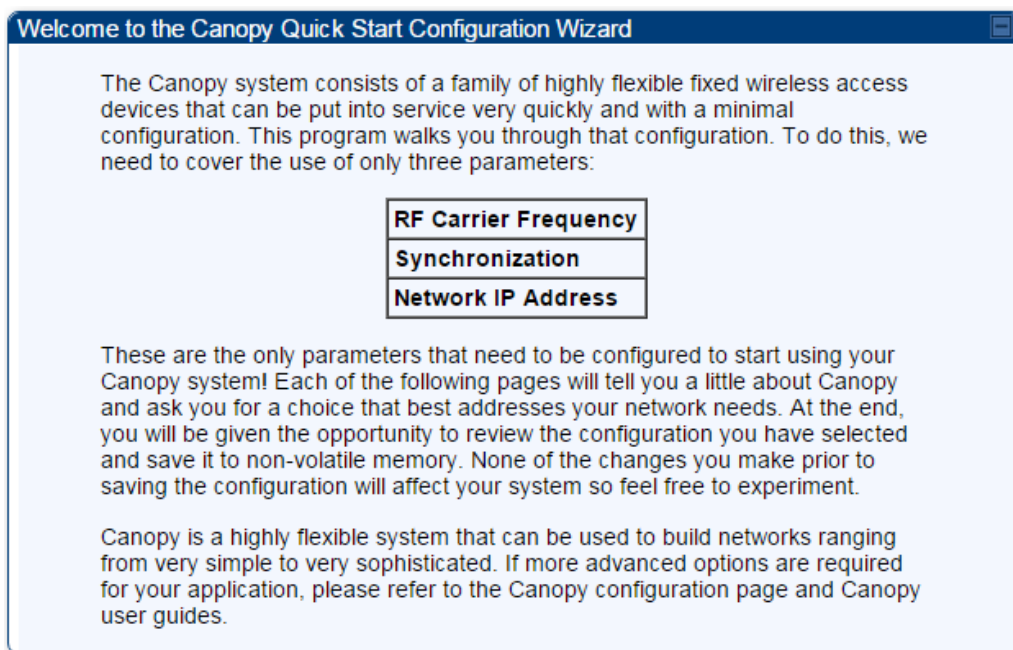 Welcome to the Canopy Quick Start Configuration Wizard
The Canopy system consists of a family of highly flexible fixed wireless access
devices that can be put into service very quickly and with a minimal
configuration. This program walks you through that configuration. To do this, we
need to cover the use of only three parameters:
RF Carrier Frequency
Synchronization
Network IP Address
These are the only parameters that need to be configured to start using your
Canopy system! Each of the following pages will tell you a little about Canopy
and ask you for a choice that best addresses your network needs. At the end,
you will be given the opportunity to review the configuration you have selected
and save it to non-volatile memory. None of the changes you make prior to
saving the configuration will affect your system so feel free to experiment.
Canopy is a highly flexible system that can be used to build networks ranging
from very simple to very sophisticated. If more advanced options are required
for your application, please refer to the Canopy configuration page and Canopy
user guides.